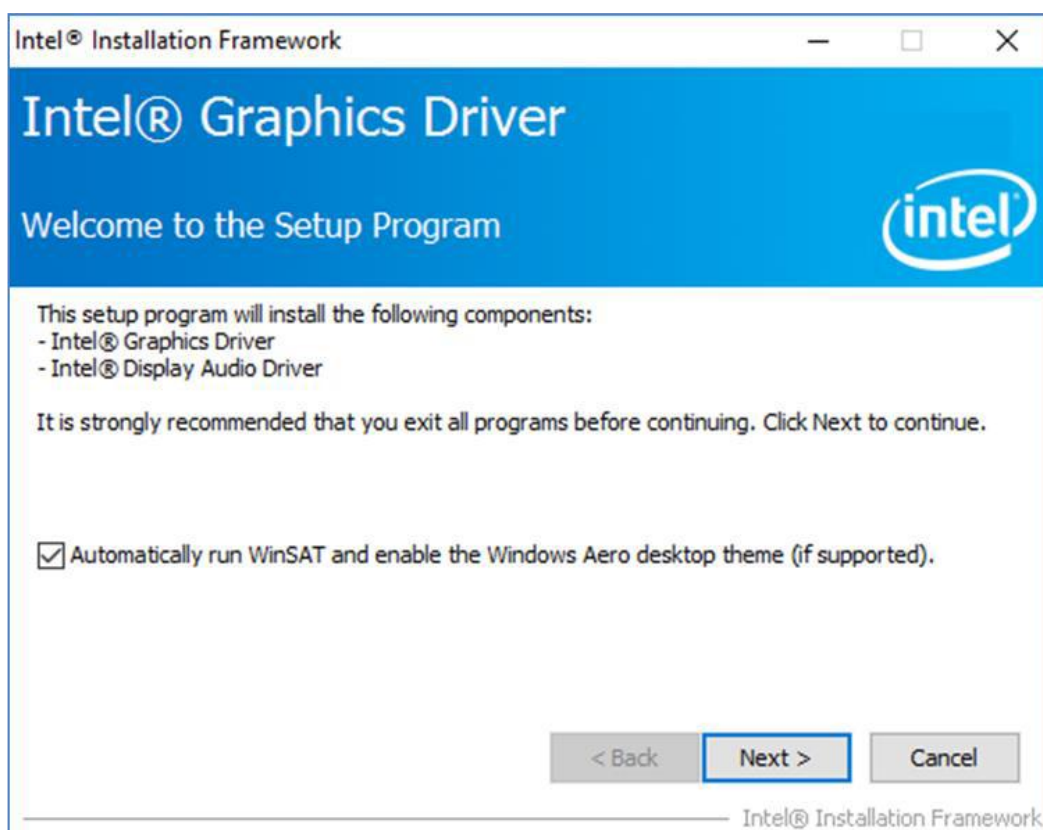 Intel® Installation Framework
Intel® Graphics Driver
Welcome to the Setup Program
intel
This setup program will install the following components:
- Intel® Graphics Driver
- Intel® Display Audio Driver
It is strongly recommended that you exit all programs before continuing. Click Next to continue.
Automatically run WinSAT and enable the Windows Aero desktop theme (if supported).
< Back
Next >
Cancel
Intel® Installation Framework